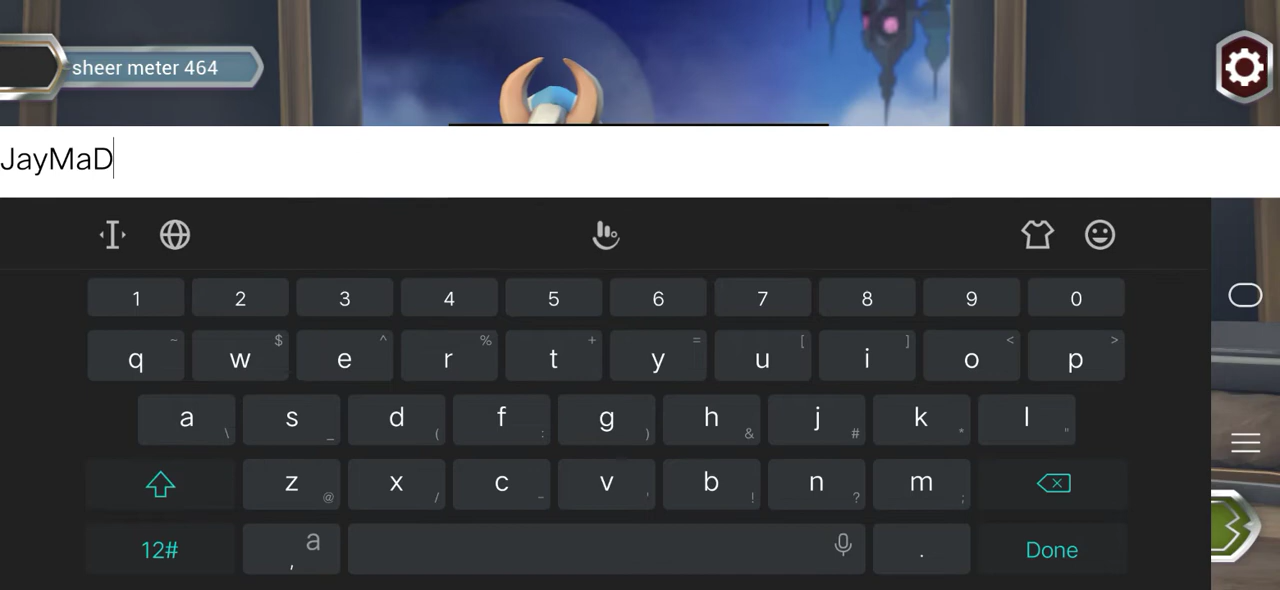 sheer meter 464
JayMaD
1 2 3 4 5 6 7 8 9 0
~ $ ^ % + = [ ] < >
q w e r t y u i o p
a s d f g h j k l
\ _ ( : ) & # * "
z x c v b n m
@ / - ' ! ? ;
12# a , . Done